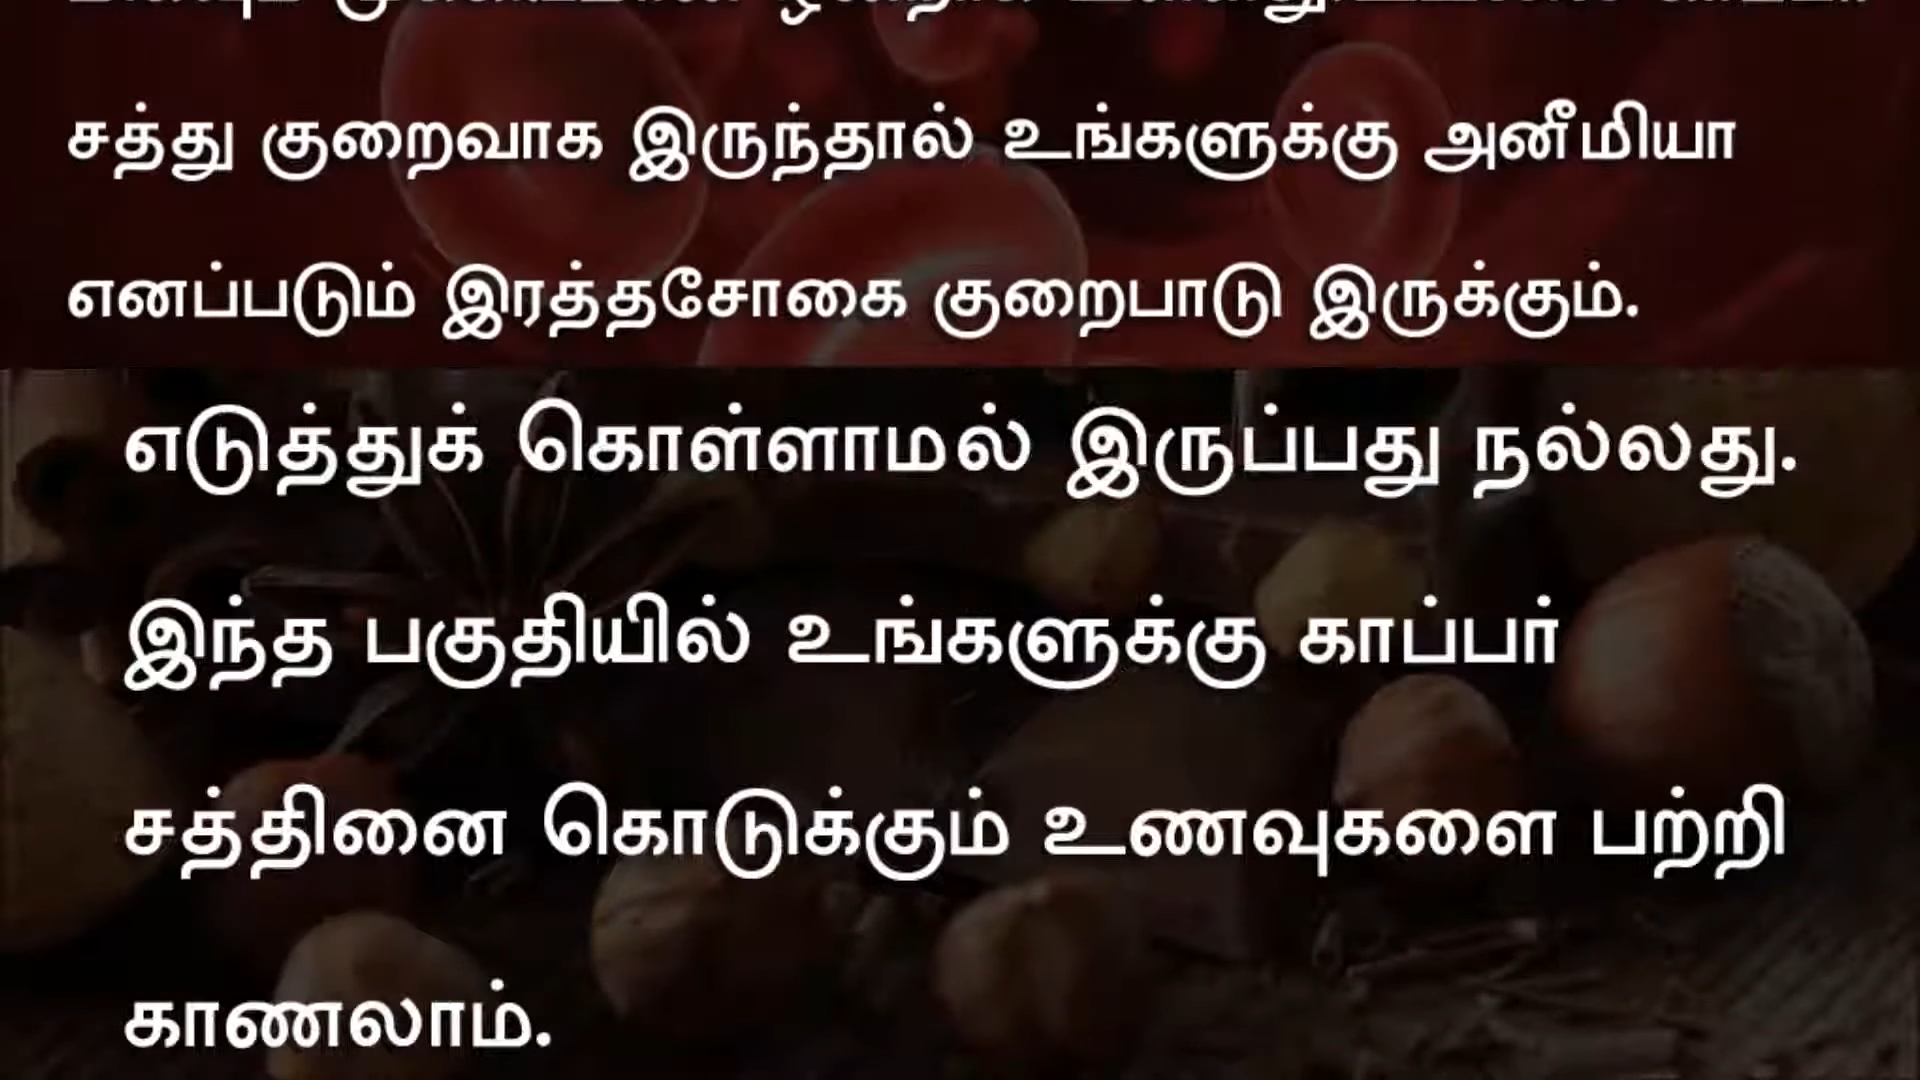 சத்து குறைவாக இருந்தால் உங்களுக்கு அனீமியா
எனப்படும் இரத்தசோகை குறைபாடு இருக்கும்.
எடுத்துக் கொள்ளாமல் இருப்பது நல்லது.
இந்த பகுதியில் உங்களுக்கு காப்பர்
சத்தினை கொடுக்கும் உணவுகளை பற்றி
காணலாம்.